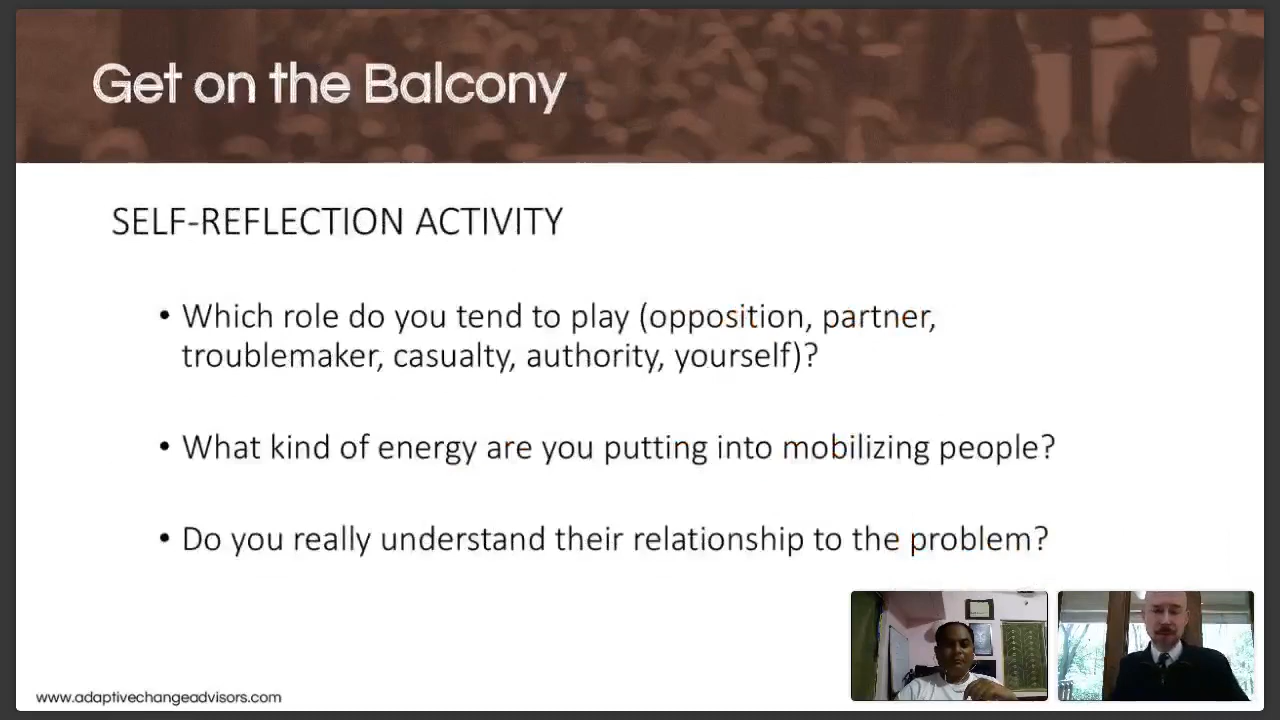 Get on the Balcony
SELF-REFLECTION ACTIVITY
• Which role do you tend to play (opposition, partner,
troublemaker, casualty, authority, yourself)?
• What kind of energy are you putting into mobilizing people?
• Do you really understand their relationship to the problem?
www.adaptivechangeadvisors.com